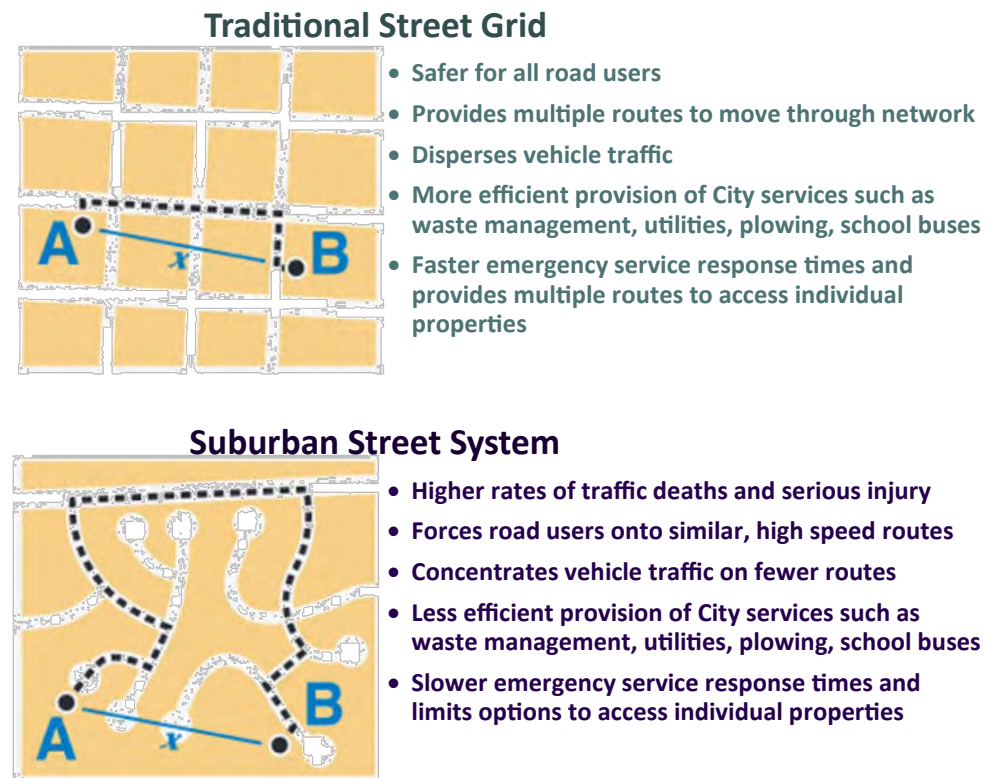 Traditional Street Grid
A
x
B
• Safer for all road users
• Provides multiple routes to move through network
• Disperses vehicle traffic
• More efficient provision of City services such as
waste management, utilities, plowing, school buses
• Faster emergency service response times and
provides multiple routes to access individual
properties
Suburban Street System
A
x
B
• Higher rates of traffic deaths and serious injury
• Forces road users onto similar, high speed routes
• Concentrates vehicle traffic on fewer routes
• Less efficient provision of City services such as
waste management, utilities, plowing, school buses
• Slower emergency service response times and
limits options to access individual properties